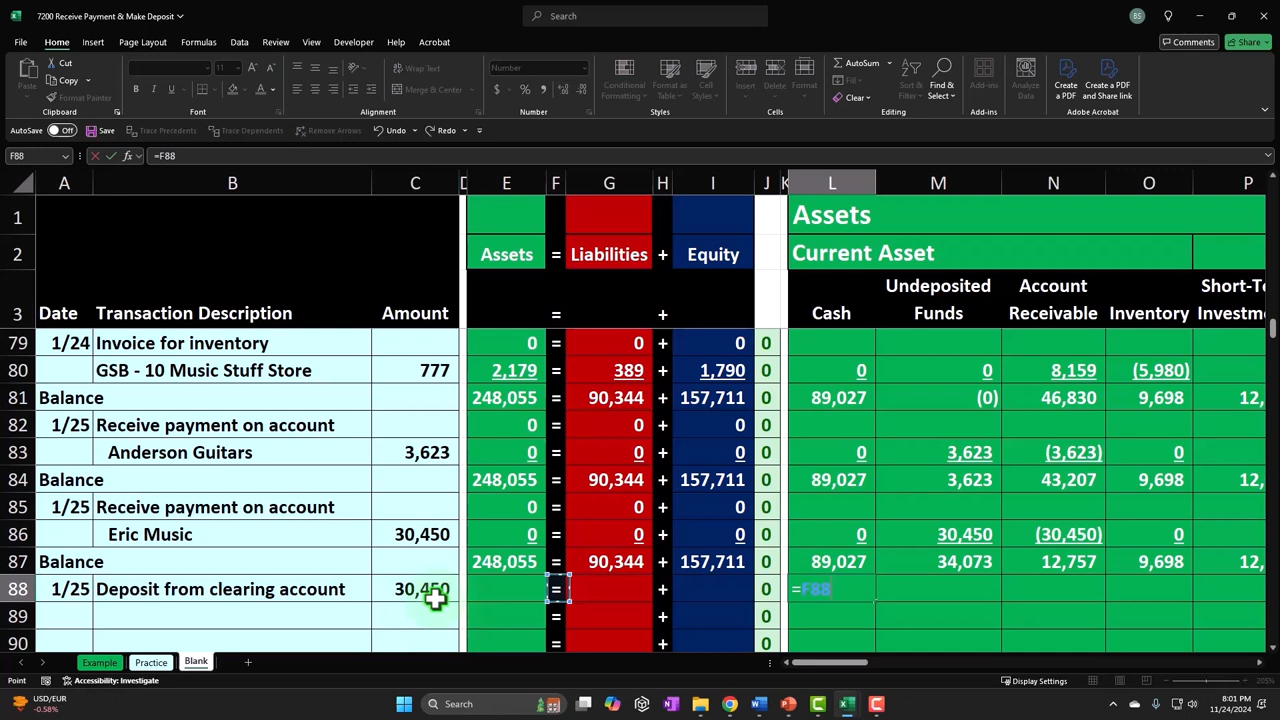 7200 Receive Payment & Make Deposit
Search
BS
File Home Insert Page Layout Formulas Data Review View Developer Help Acrobat
Comments Share
Paste Cut Copy Format Painter
Clipboard
11
B I U
Font
Wrap Text
Merge & Center
Alignment
Number
$ % 9
Number
Conditional Formatting Format as Table Cell Styles
Styles
Insert Delete Format
Cells
AutoSum Fill Clear
Sort & Filter Find & Select
Editing
Add-ins
Add-ins
Analyze Data
Create a PDF Create a PDF and Share link
Adobe Acrobat
AutoSave Off Save Trace Precedents Trace Dependents Remove Arrows Undo Redo
F88 fx =F88
A B C D E F G H I J K L M N O P
1 Assets
2 Assets = Liabilities + Equity Current Asset
3 Date Transaction Description Amount = + Cash Undeposited Funds Account Receivable Inventory Short-Te Investme
79 1/24 Invoice for inventory 0 = 0 + 0 0
80 GSB - 10 Music Stuff Store 777 2,179 = 389 + 1,790 0 0 0 8,159 (5,980)
81 Balance 248,055 = 90,344 + 157,711 0 89,027 (0) 46,830 9,698 12,
82 1/25 Receive payment on account 0 = 0 + 0 0
83 Anderson Guitars 3,623 0 = 0 + 0 0 0 3,623 (3,623) 0
84 Balance 248,055 = 90,344 + 157,711 0 89,027 3,623 43,207 9,698 12,
85 1/25 Receive payment on account 0 = 0 + 0 0
86 Eric Music 30,450 0 = 0 + 0 0 0 30,450 (30,450) 0
87 Balance 248,055 = 90,344 + 157,711 0 89,027 34,073 12,757 9,698 12,
88 1/25 Deposit from clearing account 30,450 = + 0 =F88
89 = + 0
90 = + 0
Example Practice Blank
Point Accessibility: Investigate
Display Settings
205%
USD/EUR
-0.58%
Search
8:01 PM
11/24/2024